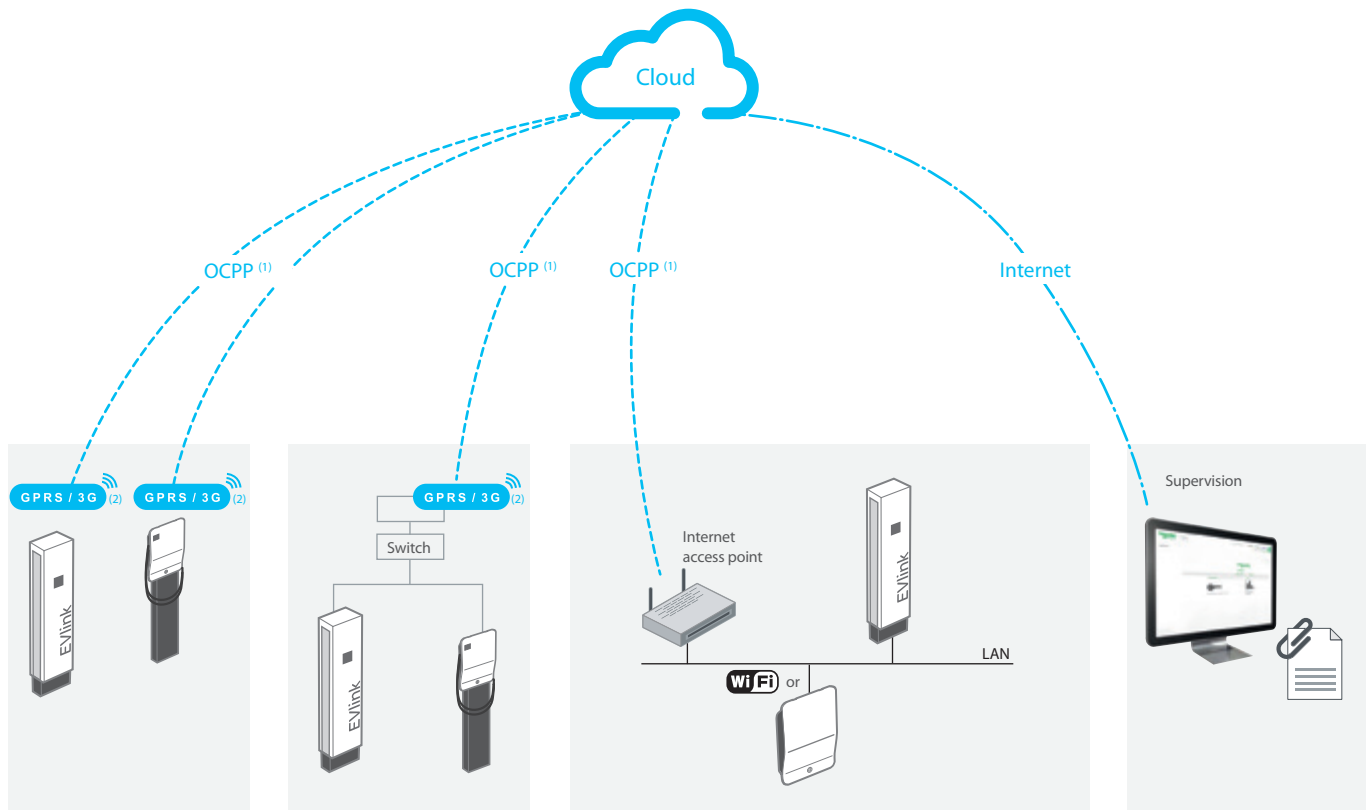 Cloud
OCPP (1)
OCPP (1)
OCPP (1)
Internet
GPRS / 3G (2)
GPRS / 3G (2)
GPRS / 3G (2)
Supervision
Switch
Internet
access point
EVlink
EVlink
EVlink
LAN
WiFi or